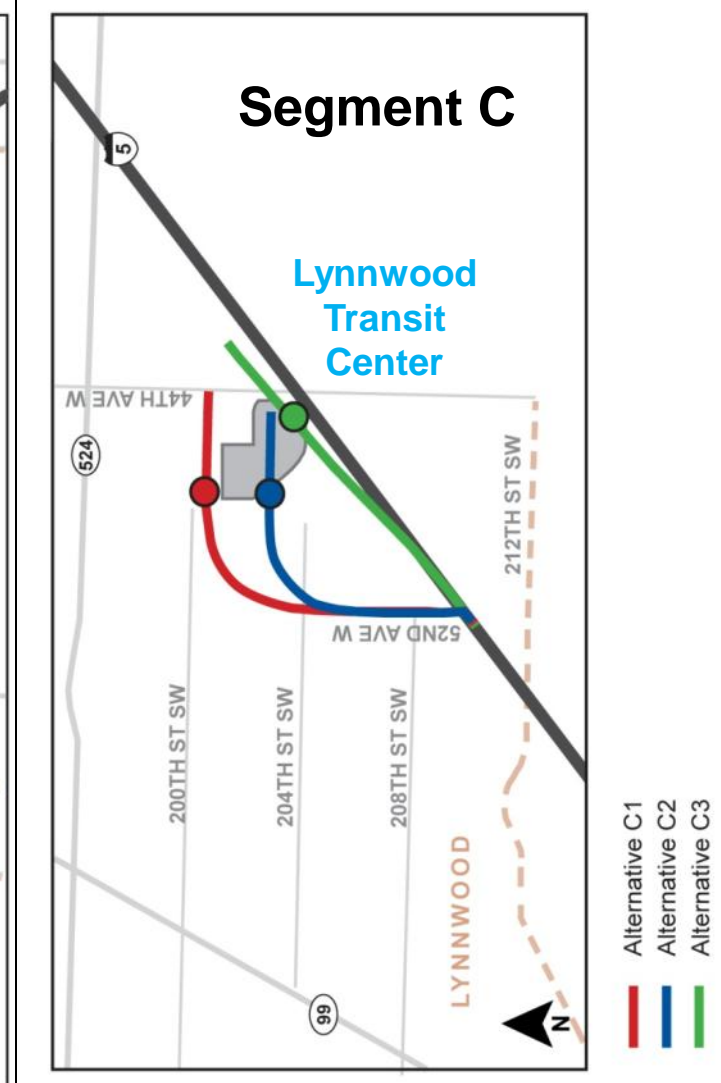 Segment C
5
Lynnwood
Transit
Center
44TH AVE W
524
212TH ST SW
52ND AVE W
200TH ST SW
204TH ST SW
208TH ST SW
LYNNWOOD
99
N
Alternative C1
Alternative C2
Alternative C3